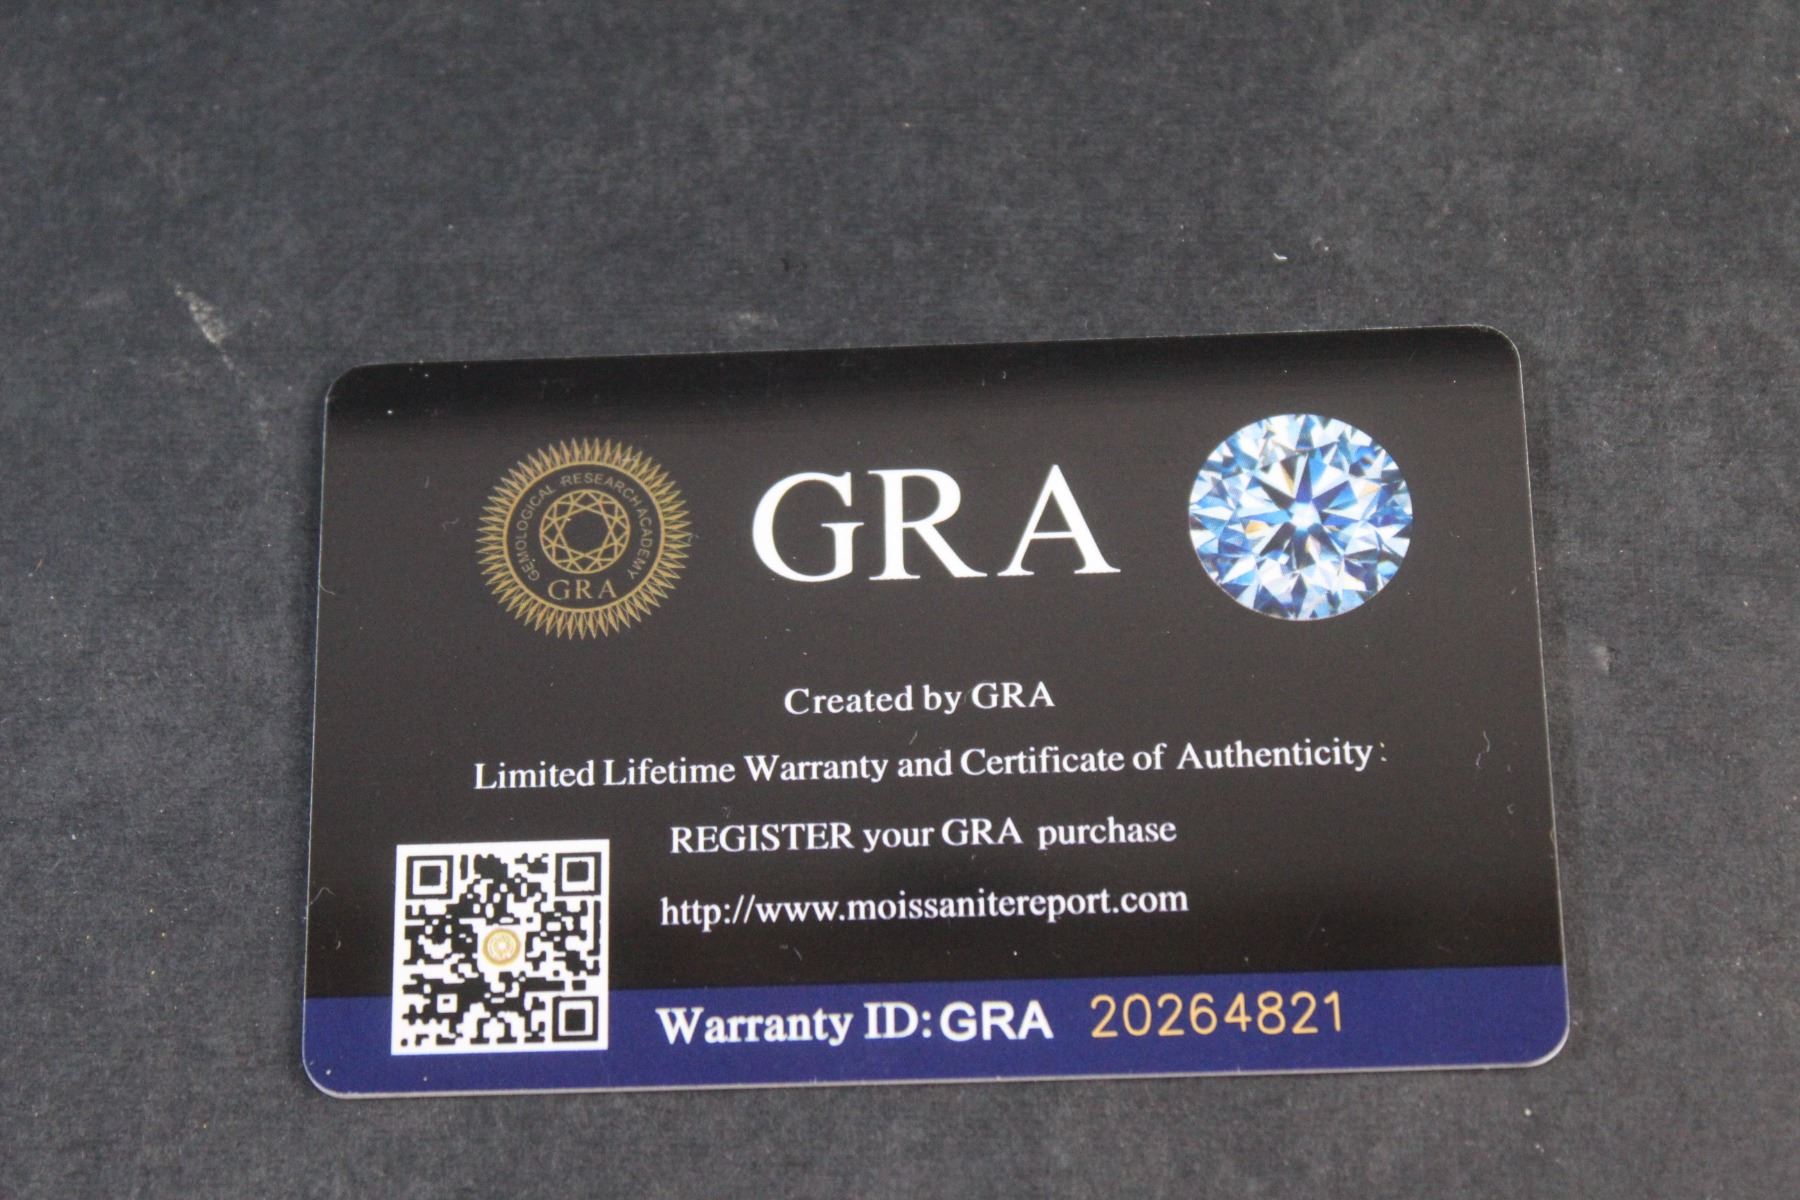 GEMOLOGICAL RESEARCH ACADEMY
GRA
GRA
Created by GRA
Limited Lifetime Warranty and Certificate of Authenticity:
REGISTER your GRA purchase
http://www.moissanitereport.com
Warranty ID: GRA 20264821